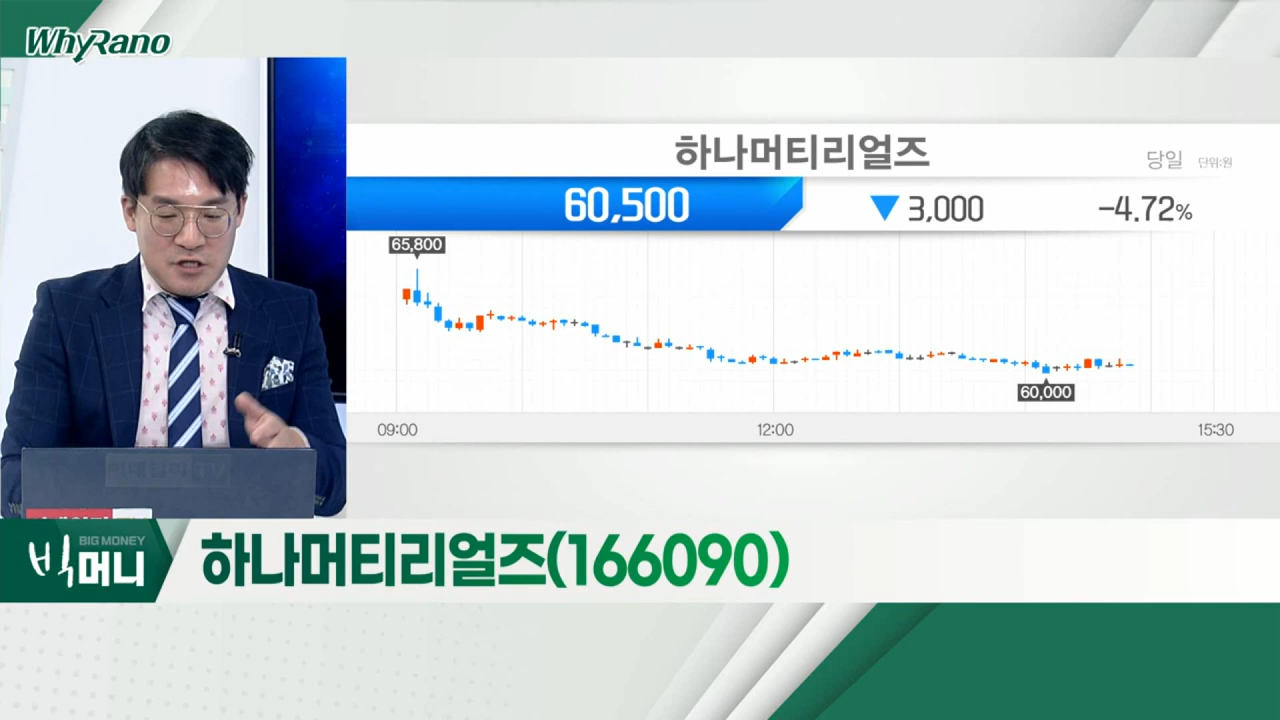 WhyRano
하나머티리얼즈
당일 단위:원
60,500 ▼ 3,000 -4.72%
65,800
60,000
09:00 12:00 15:30
BIG MONEY
빅머니
하나머티리얼즈(166090)